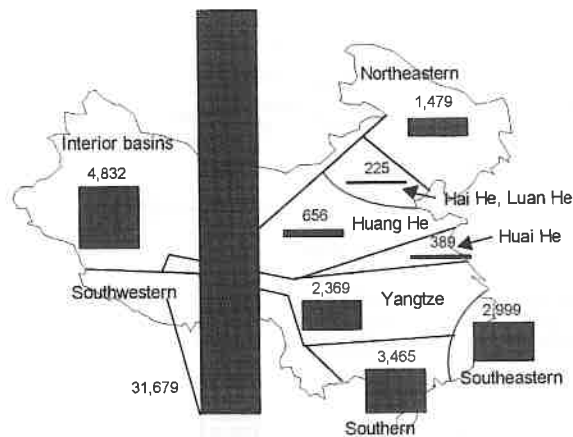 Northeastern
1,479
Interior basins
4,832
225
Hai He, Luan He
656
Huang He
Huai He
389
Southwestern
2,369
Yangtze
2,999
31,679
3,465
Southeastern
Southern